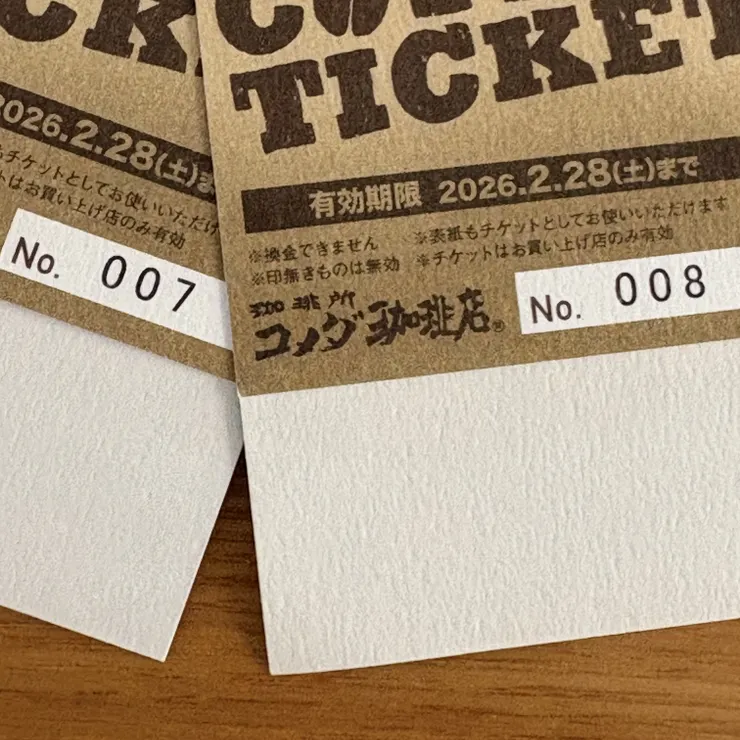 TICKET
2026.2.28(土)ま
もチケットとしてお使いいただけ
トはお買い上げ店のみ有効
No. 007
TICKET
有効期限 2026.2.28(土)まで
※換金できません ※表紙もチケットとしてお使いいただけます
※印無きものは無効 ※チケットはお買い上げ店のみ有効
珈琲所
コメダ珈琲店®
No. 008